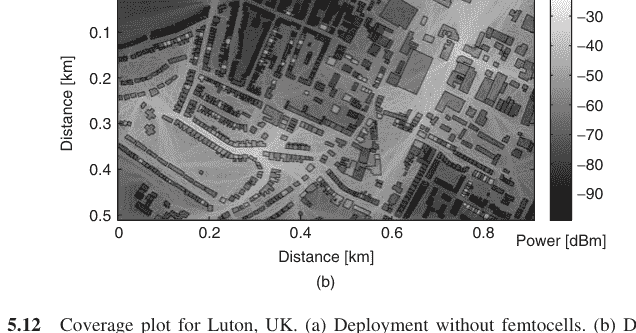 0.1
0.2
0.3
0.4
0.5
Distance [km]
0 0.2 0.4 0.6 0.8
Distance [km]
−30
−40
−50
−60
−70
−80
−90
Power [dBm]
(b)
5.12 Coverage plot for Luton, UK. (a) Deployment without femtocells. (b) D